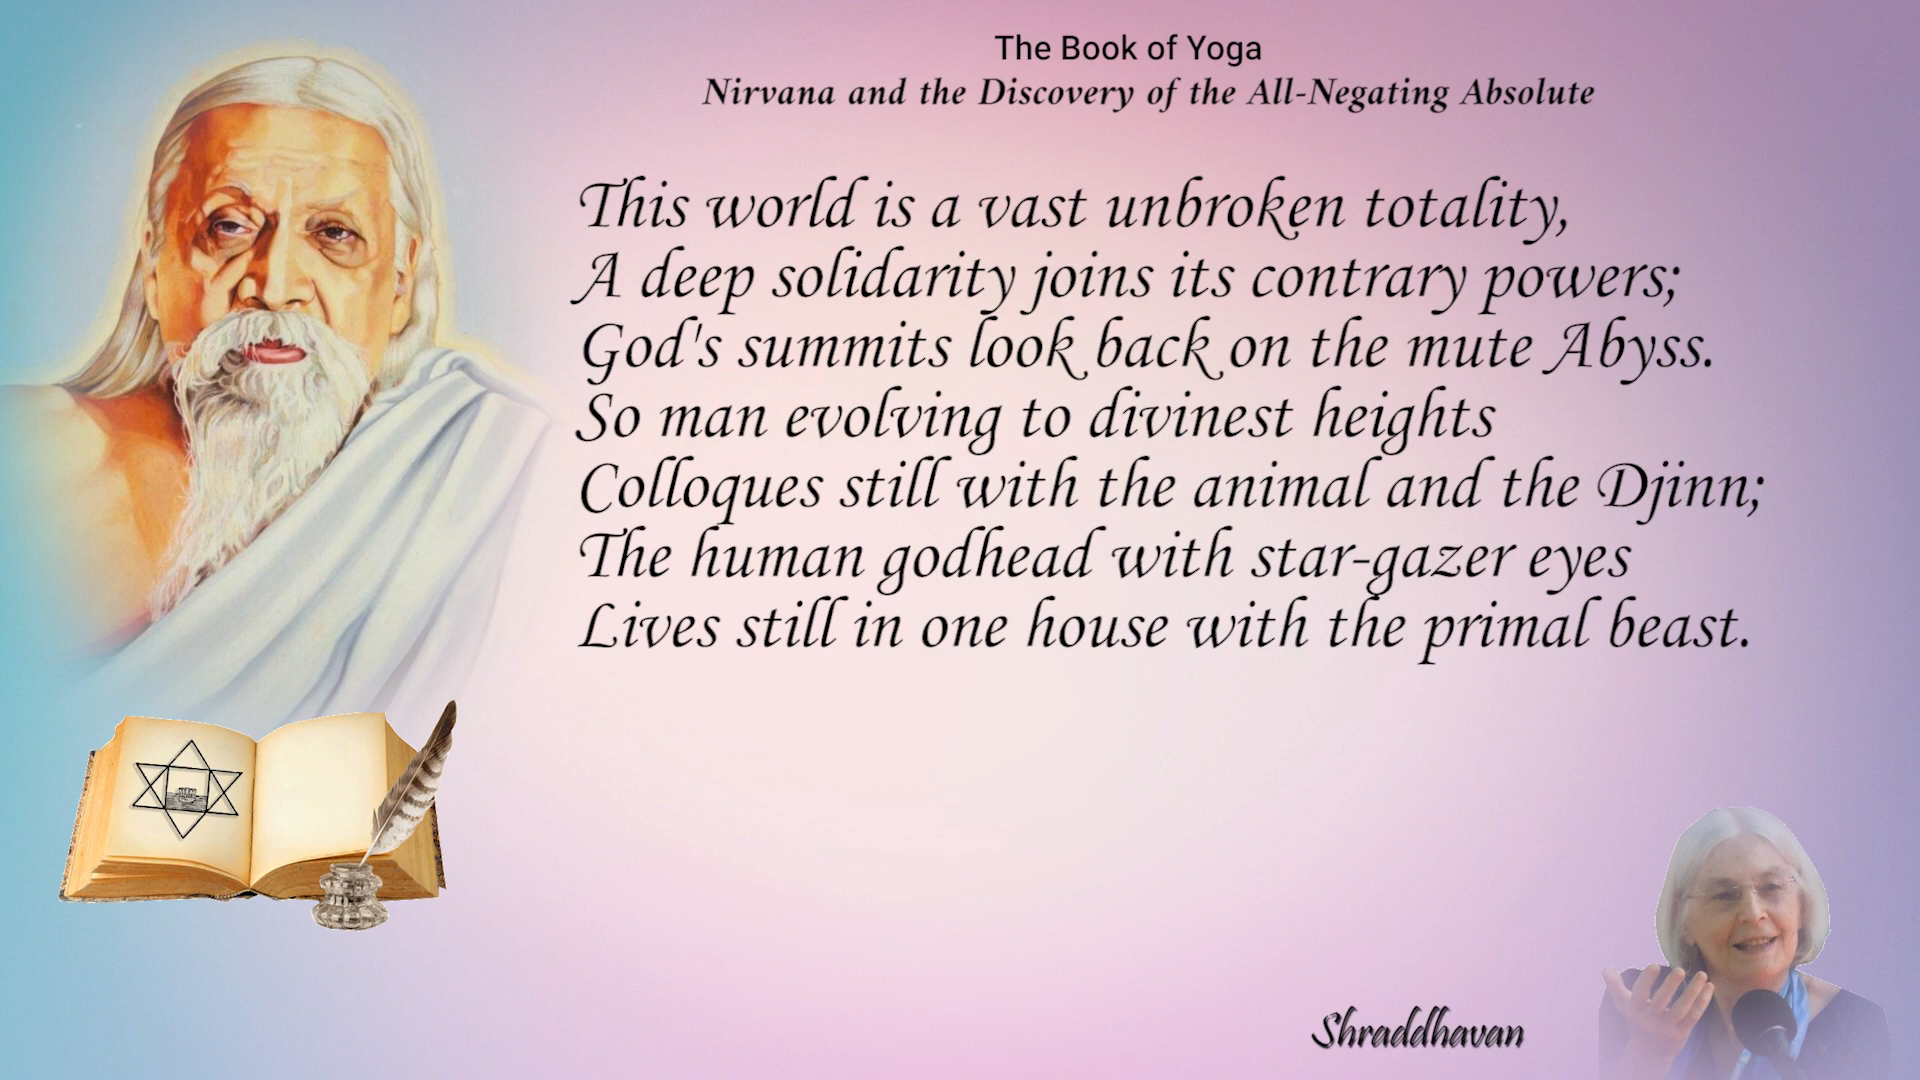 The Book of Yoga
Nirvana and the Discovery of the All-Negating Absolute
This world is a vast unbroken totality,
A deep solidarity joins its contrary powers;
God's summits look back on the mute Abyss.
So man evolving to divinest heights
Colloques still with the animal and the Djinn;
The human godhead with star-gazer eyes
Lives still in one house with the primal beast.
Shraddhavan